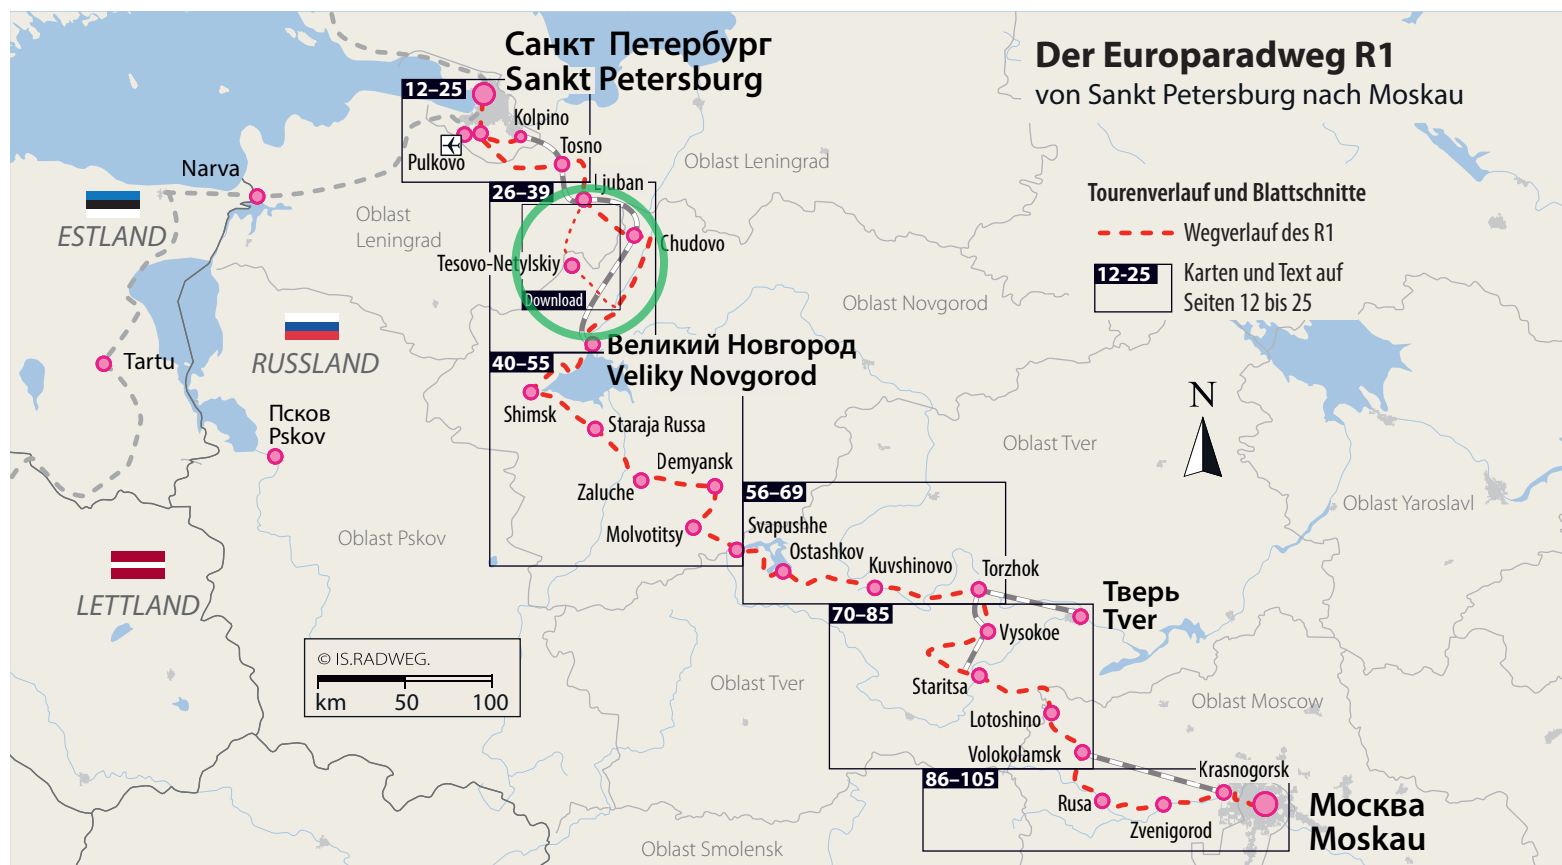 Der Europaradweg R1
von Sankt Petersburg nach Moskau
Санкт Петербург
Sankt Petersburg
12–25
Kolpino
Tosno
Pulkovo
Narva
Oblast Leningrad
Ljuban
26–39
Oblast
Leningrad
ESTLAND
Chudovo
Tesovo-Netylskiy
Download
Oblast Novgorod
Tourenverlauf und Blattschnitte
Wegverlauf des R1
12-25
Karten und Text auf
Seiten 12 bis 25
RUSSLAND
Tartu
Великий Новгород
Veliky Novgorod
40–55
Shimsk
Псков
Pskov
Staraja Russa
N
Oblast Tver
Demyansk
Zaluche
56–69
Oblast Yaroslavl
Molvotitsy
Svapushhe
Oblast Pskov
Ostashkov
Kuvshinovo
Torzhok
LETTLAND
Тверь
Tver
70–85
Vysokoe
© IS.RADWEG.
km 50 100
Oblast Tver
Staritsa
Oblast Moscow
Lotoshino
Volokolamsk
86–105
Krasnogorsk
Rusa
Zvenigorod
Москва
Moskau
Oblast Smolensk